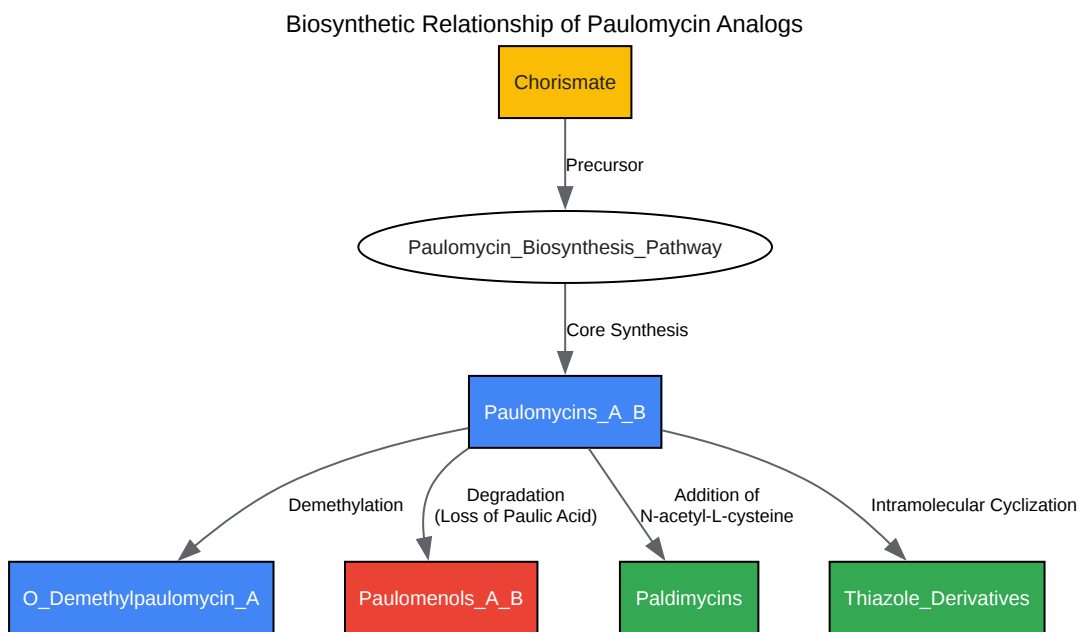 Biosynthetic Relationship of Paulomycin Analogs
Chorismate
Precursor
Paulomycin_Biosynthesis_Pathway
Core Synthesis
Paulomycins_A_B
Demethylation
Degradation
(Loss of Paulic Acid)
Addition of
N-acetyl-L-cysteine
Intramolecular Cyclization
O_Demethylpaulomycin_A
Paulomenols_A_B
Paldimycins
Thiazole_Derivatives